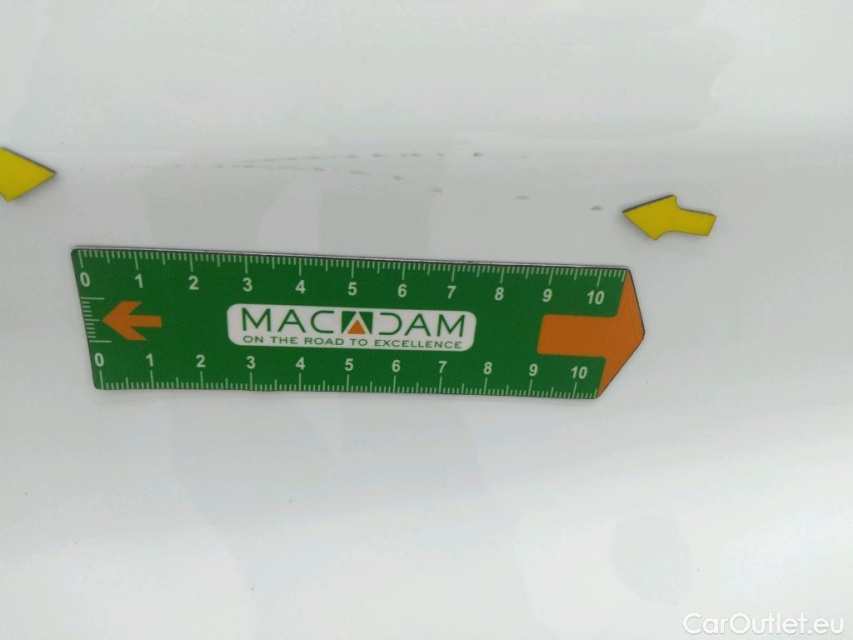 0 1 2 3 4 5 6 7 8 9 10
MACADAM
ON THE ROAD TO EXCELLENCE
0 1 2 3 4 5 6 7 8 9 10
CarOutlet.eu